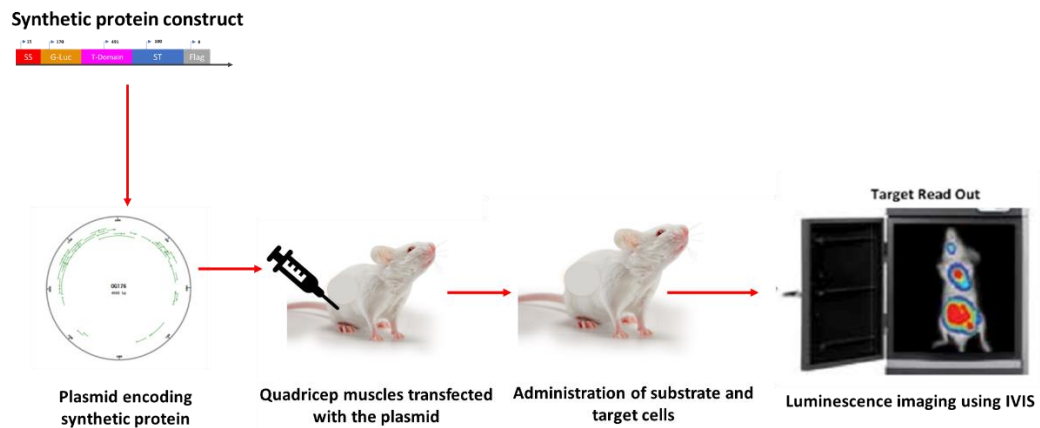 Synthetic protein construct
SS G-Luc T-Domain ST Flag
Target Read Out
Plasmid encoding
synthetic protein
Quadricep muscles transfected
with the plasmid
Administration of substrate and
target cells
Luminescence imaging using IVIS